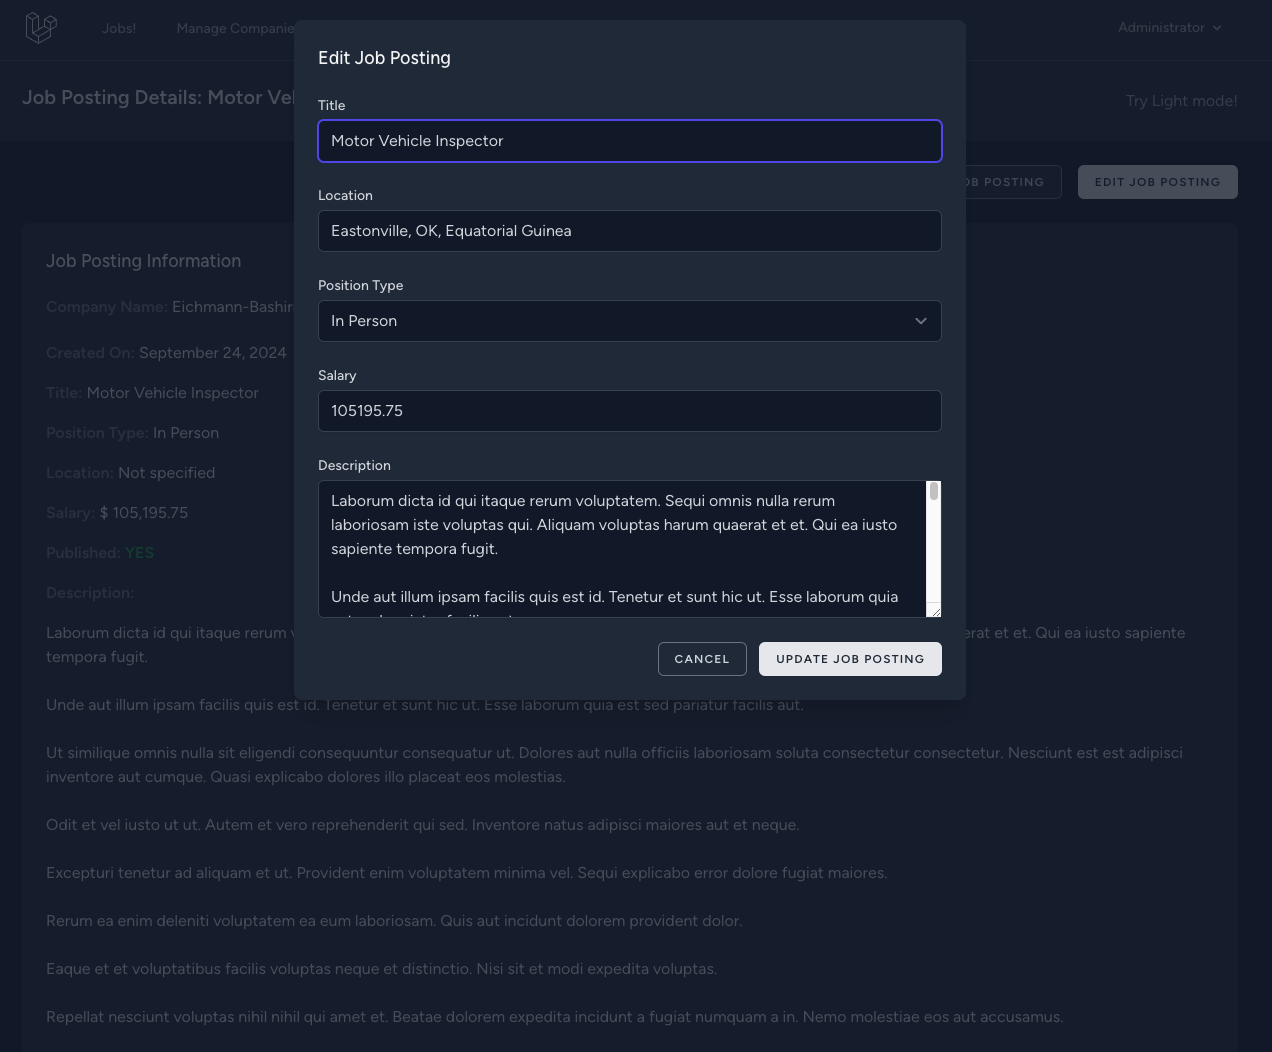 Jobs!
Manage Companie
Administrator
Job Posting Details: Motor Vel
Try Light mode!
OB POSTING
EDIT JOB POSTING
Job Posting Information
Company Name: Eichmann-Bashir
Created On: September 24, 2024
Title: Motor Vehicle Inspector
Position Type: In Person
Location: Not specified
Salary: $ 105,195.75
Published: YES
Description:
Laborum dicta id qui itaque rerum v
erat et et. Qui ea iusto sapiente
tempora fugit.
Unde aut illum ipsam facilis quis est id. Tenetur et sunt hic ut. Esse laborum quia est sed pariatur facilis aut.
Ut similique omnis nulla sit eligendi consequuntur consequatur ut. Dolores aut nulla officiis laboriosam soluta consectetur consectetur. Nesciunt est est adipisci
inventore aut cumque. Quasi explicabo dolores illo placeat eos molestias.
Odit et vel iusto ut ut. Autem et vero reprehenderit qui sed. Inventore natus adipisci maiores aut et neque.
Excepturi tenetur ad aliquam et ut. Provident enim voluptatem minima vel. Sequi explicabo error dolore fugiat maiores.
Rerum ea enim deleniti voluptatem ea eum laboriosam. Quis aut incidunt dolorem provident dolor.
Eaque et et voluptatibus facilis voluptas neque et distinctio. Nisi sit et modi expedita voluptas.
Repellat nesciunt voluptas nihil nihil qui amet et. Beatae dolorem expedita incidunt a fugiat numquam a in. Nemo molestiae eos aut accusamus.
Edit Job Posting
Title
Motor Vehicle Inspector
Location
Eastonville, OK, Equatorial Guinea
Position Type
In Person
Salary
105195.75
Description
Laborum dicta id qui itaque rerum voluptatem. Sequi omnis nulla rerum
laboriosam iste voluptas qui. Aliquam voluptas harum quaerat et et. Qui ea iusto
sapiente tempora fugit.
Unde aut illum ipsam facilis quis est id. Tenetur et sunt hic ut. Esse laborum quia
CANCEL
UPDATE JOB POSTING